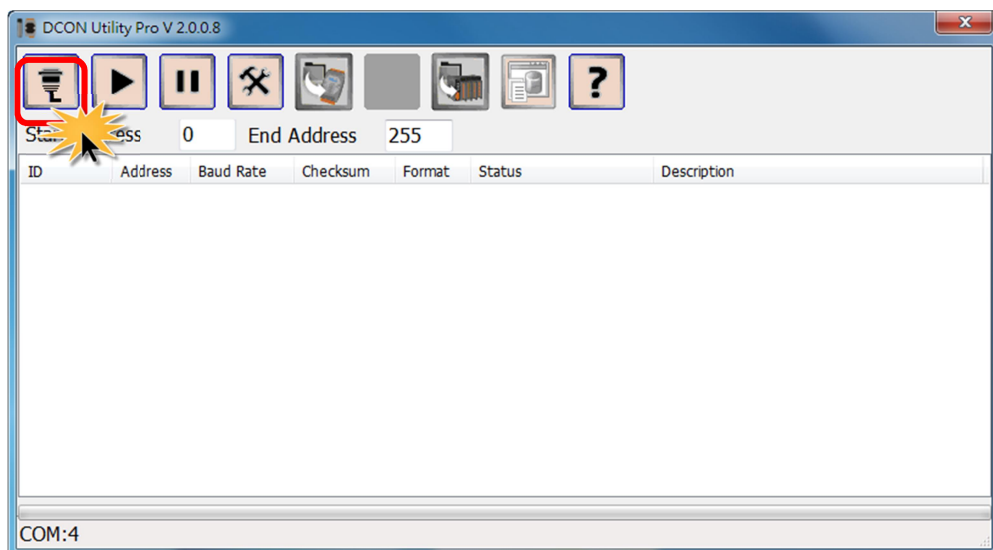 DCON Utility Pro V 2.0.0.8
?
0 End Address 255
ID Address Baud Rate Checksum Format Status Description
COM:4